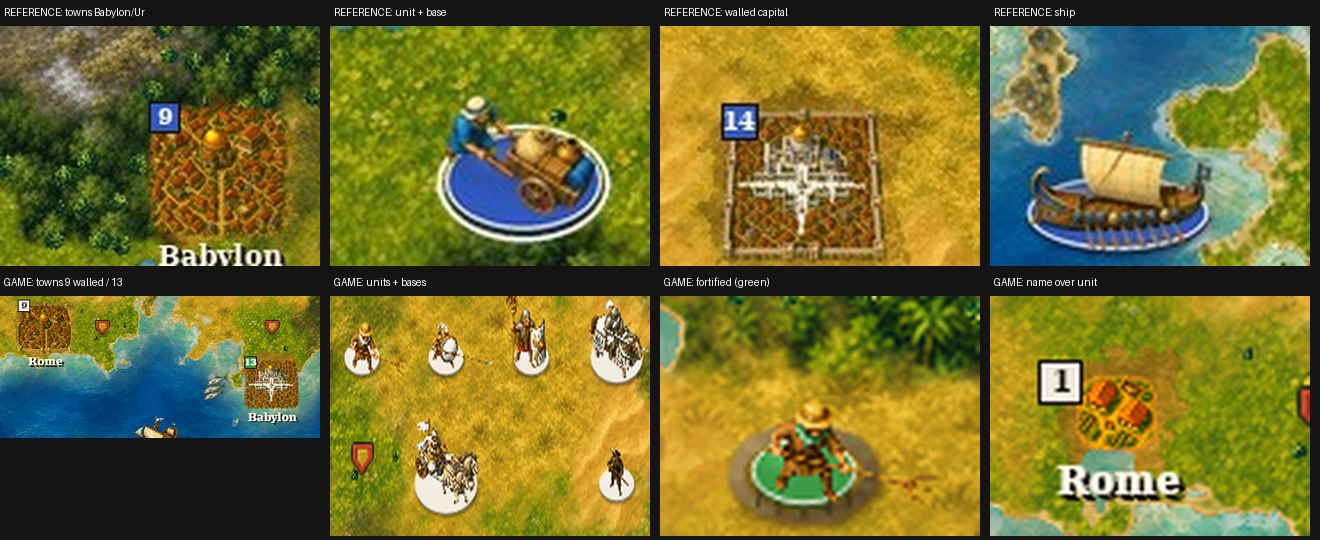 REFERENCE: towns Babylon/Ur
REFERENCE: unit + base
REFERENCE: walled capital
REFERENCE: ship
9
Babylon
14
GAME: towns 9 walled / 13
GAME: units + bases
GAME: fortified (green)
GAME: name over unit
9
Rome
13
Babylon
1
Rome